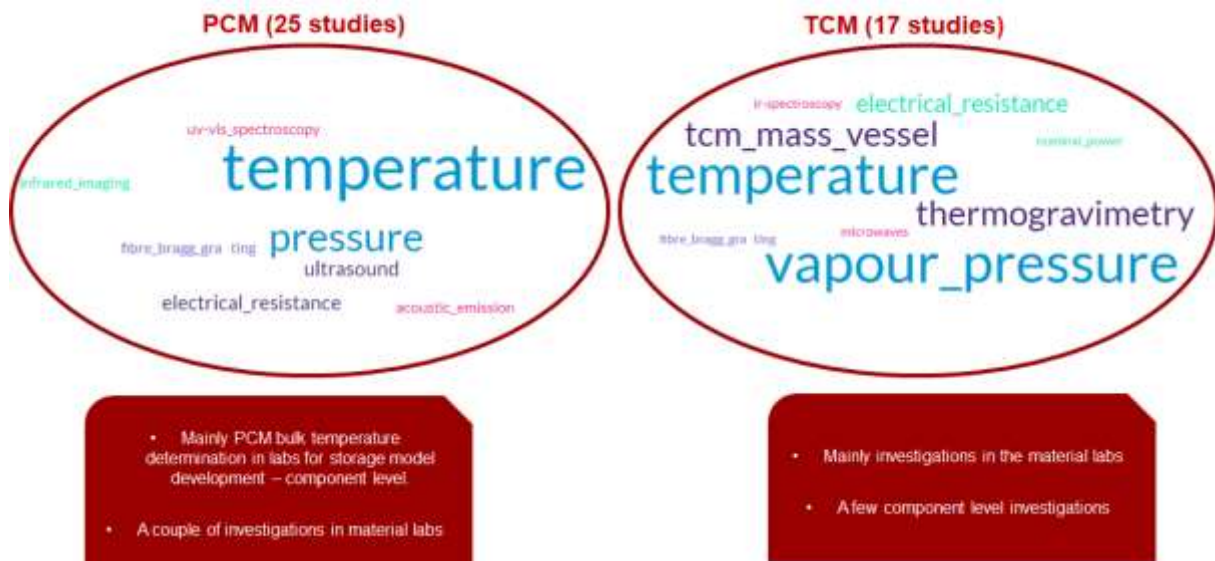 PCM (25 studies)
uv-vis_spectroscopy
temperature
infrared_imaging
pressure
fibre_bragg_gra ting
ultrasound
electrical_resistance
acoustic_emission
• Mainly PCM bulk temperature
determination in labs for storage model
development – component level.
• A couple of investigations in material labs
TCM (17 studies)
ir-spectroscopy
electrical_resistance
tcm_mass_vessel
nominal_power
temperature
thermogravimetry
microwaves
fibre_bragg_gra ting
vapour_pressure
• Mainly investigations in the material labs
• A few component level investigations